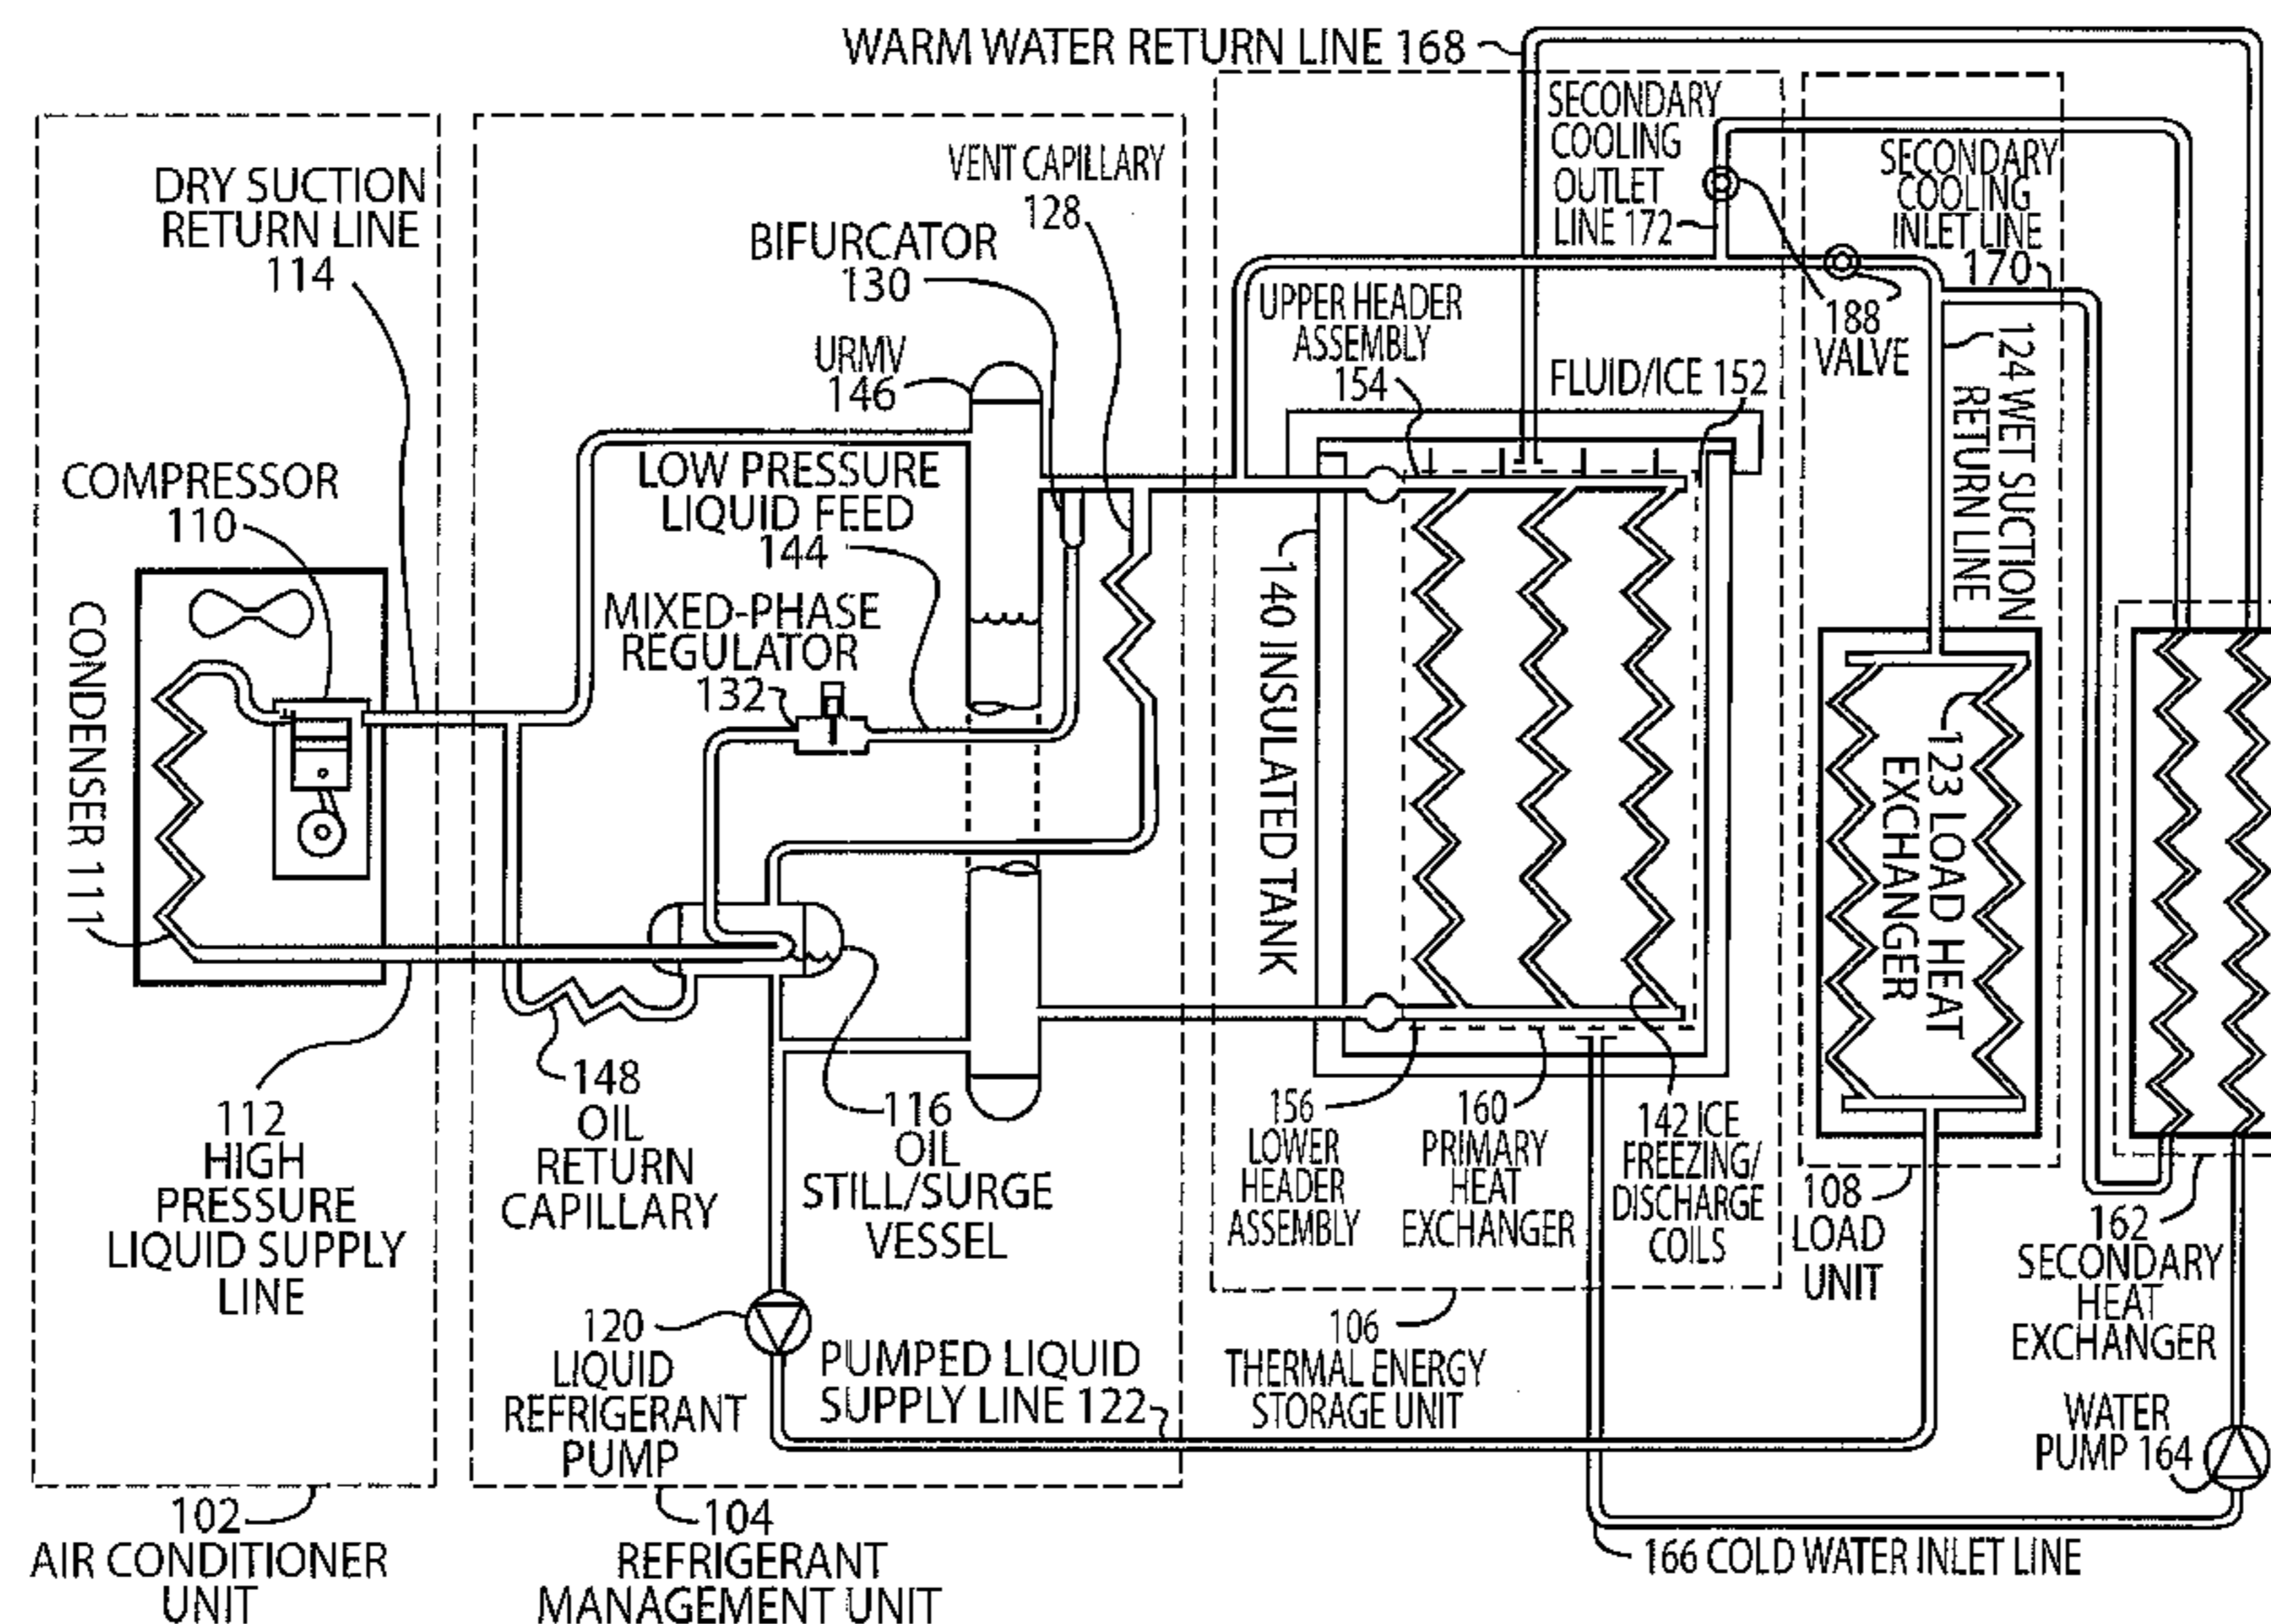 WARM WATER RETURN LINE 168
SECONDARY
COOLING
OUTLET
LINE 172
SECONDARY
COOLING
INLET LINE
170
DRY SUCTION
RETURN LINE
114
VENT CAPILLARY
128
BIFURCATOR
130
URMV
146
UPPER HEADER
ASSEMBLY
154
FLUID/ICE 152
188
VALVE
124 WET SUCTION
RETURN LINE
COMPRESSOR
110
LOW PRESSURE
LIQUID FEED
144
MIXED-PHASE
REGULATOR
132
CONDENSER 111
140 INSULATED TANK
123 LOAD HEAT
EXCHANGER
112
HIGH
PRESSURE
LIQUID SUPPLY
LINE
148
OIL
RETURN
CAPILLARY
116
OIL
STILL/SURGE
VESSEL
156
LOWER
HEADER
ASSEMBLY
160
PRIMARY
HEAT
EXCHANGER
142 ICE
FREEZING/
DISCHARGE
COILS
108
LOAD
UNIT
162
SECONDARY
HEAT
EXCHANGER
120
LIQUID
REFRIGERANT
PUMP
PUMPED LIQUID
SUPPLY LINE 122
106
THERMAL ENERGY
STORAGE UNIT
WATER
PUMP 164
102
AIR CONDITIONER
UNIT
104
REFRIGERANT
MANAGEMENT UNIT
166 COLD WATER INLET LINE